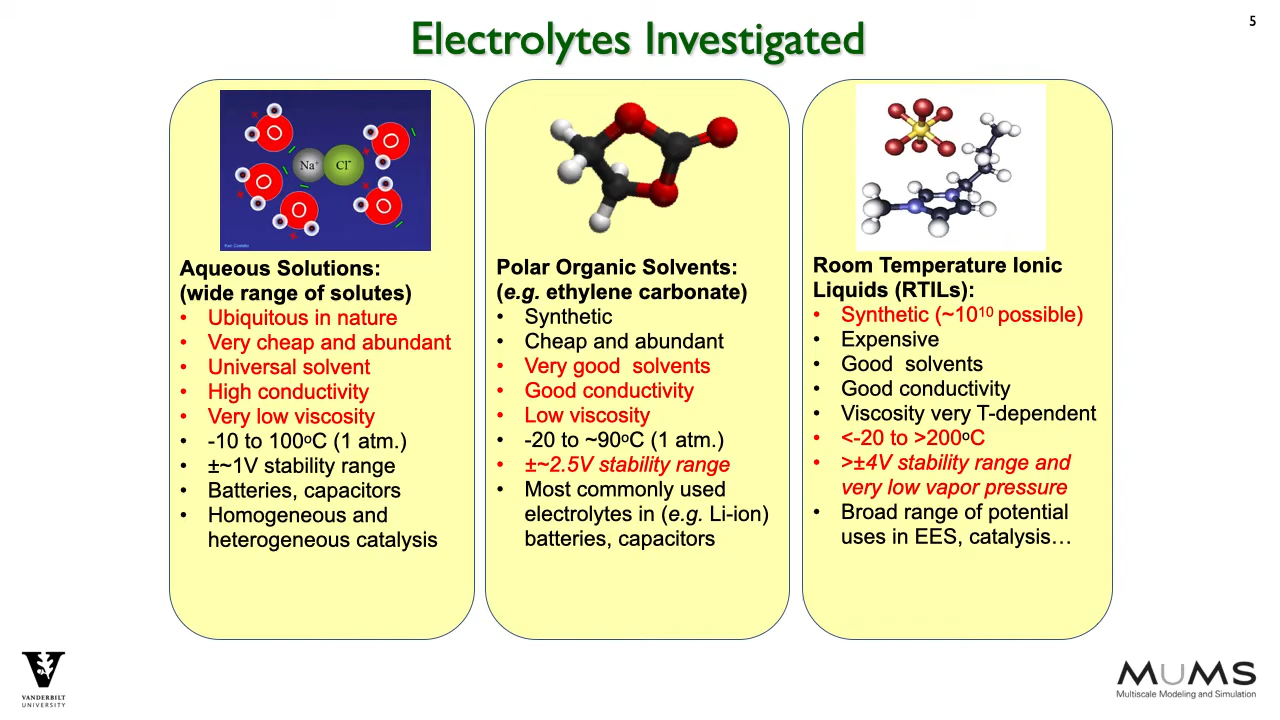 5
Electrolytes Investigated
Na⁺ Cl⁻
O
O
O
O
O
Aqueous Solutions:
(wide range of solutes)
• Ubiquitous in nature
• Very cheap and abundant
• Universal solvent
• High conductivity
• Very low viscosity
• -10 to 100ᵒC (1 atm.)
• ±~1V stability range
• Batteries, capacitors
• Homogeneous and
heterogeneous catalysis
Polar Organic Solvents:
(e.g. ethylene carbonate)
• Synthetic
• Cheap and abundant
• Very good  solvents
• Good conductivity
• Low viscosity
• -20 to ~90ᵒC (1 atm.)
• ±~2.5V stability range
• Most commonly used
electrolytes in (e.g. Li-ion)
batteries, capacitors
Room Temperature Ionic
Liquids (RTILs):
• Synthetic (~10¹⁰ possible)
• Expensive
• Good  solvents
• Good conductivity
• Viscosity very T-dependent
• <-20 to >200ᵒC
• >±4V stability range and
very low vapor pressure
• Broad range of potential
uses in EES, catalysis…
VANDERBILT
UNIVERSITY
MUMS
Multiscale Modeling and Simulation